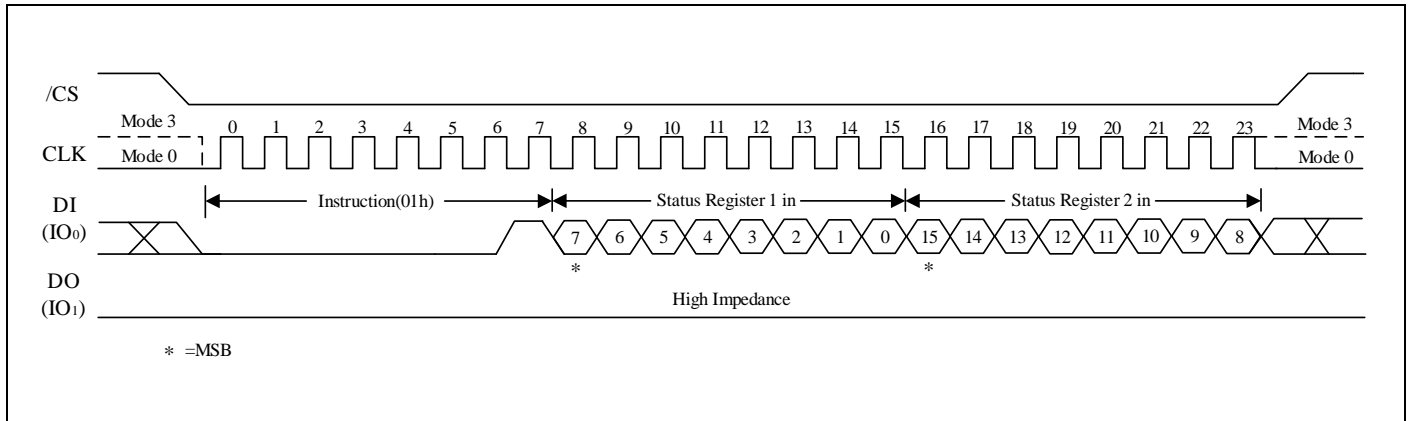 /CS
Mode 3
0 1 2 3 4 5 6 7 8 9 10 11 12 13 14 15 16 17 18 19 20 21 22 23
Mode 3
CLK
Mode 0
Mode 0
DI
(IO₀)
Instruction(01h)
Status Register 1 in
Status Register 2 in
7 6 5 4 3 2 1 0 15 14 13 12 11 10 9 8
* *
DO
(IO₁)
High Impedance
* =MSB